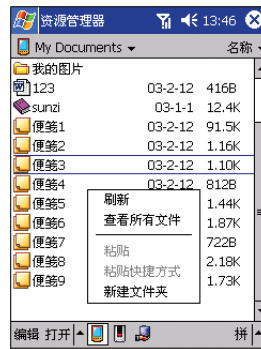 资源管理器 13:46
My Documents 名称
我的图片
123 03-2-12 416B
sunzi 03-1-1 12.4K
便笺1 03-2-12 91.5K
便笺2 03-2-12 1.16K
便笺3 03-2-12 1.10K
便笺4 03-2-12 812B
便笺5 1.44K
便笺6 1.87K
便笺7 722B
便笺8 2.18K
便笺9 1.73K
刷新
查看所有文件
粘贴
粘贴快捷方式
新建文件夹
编辑 打开 拼